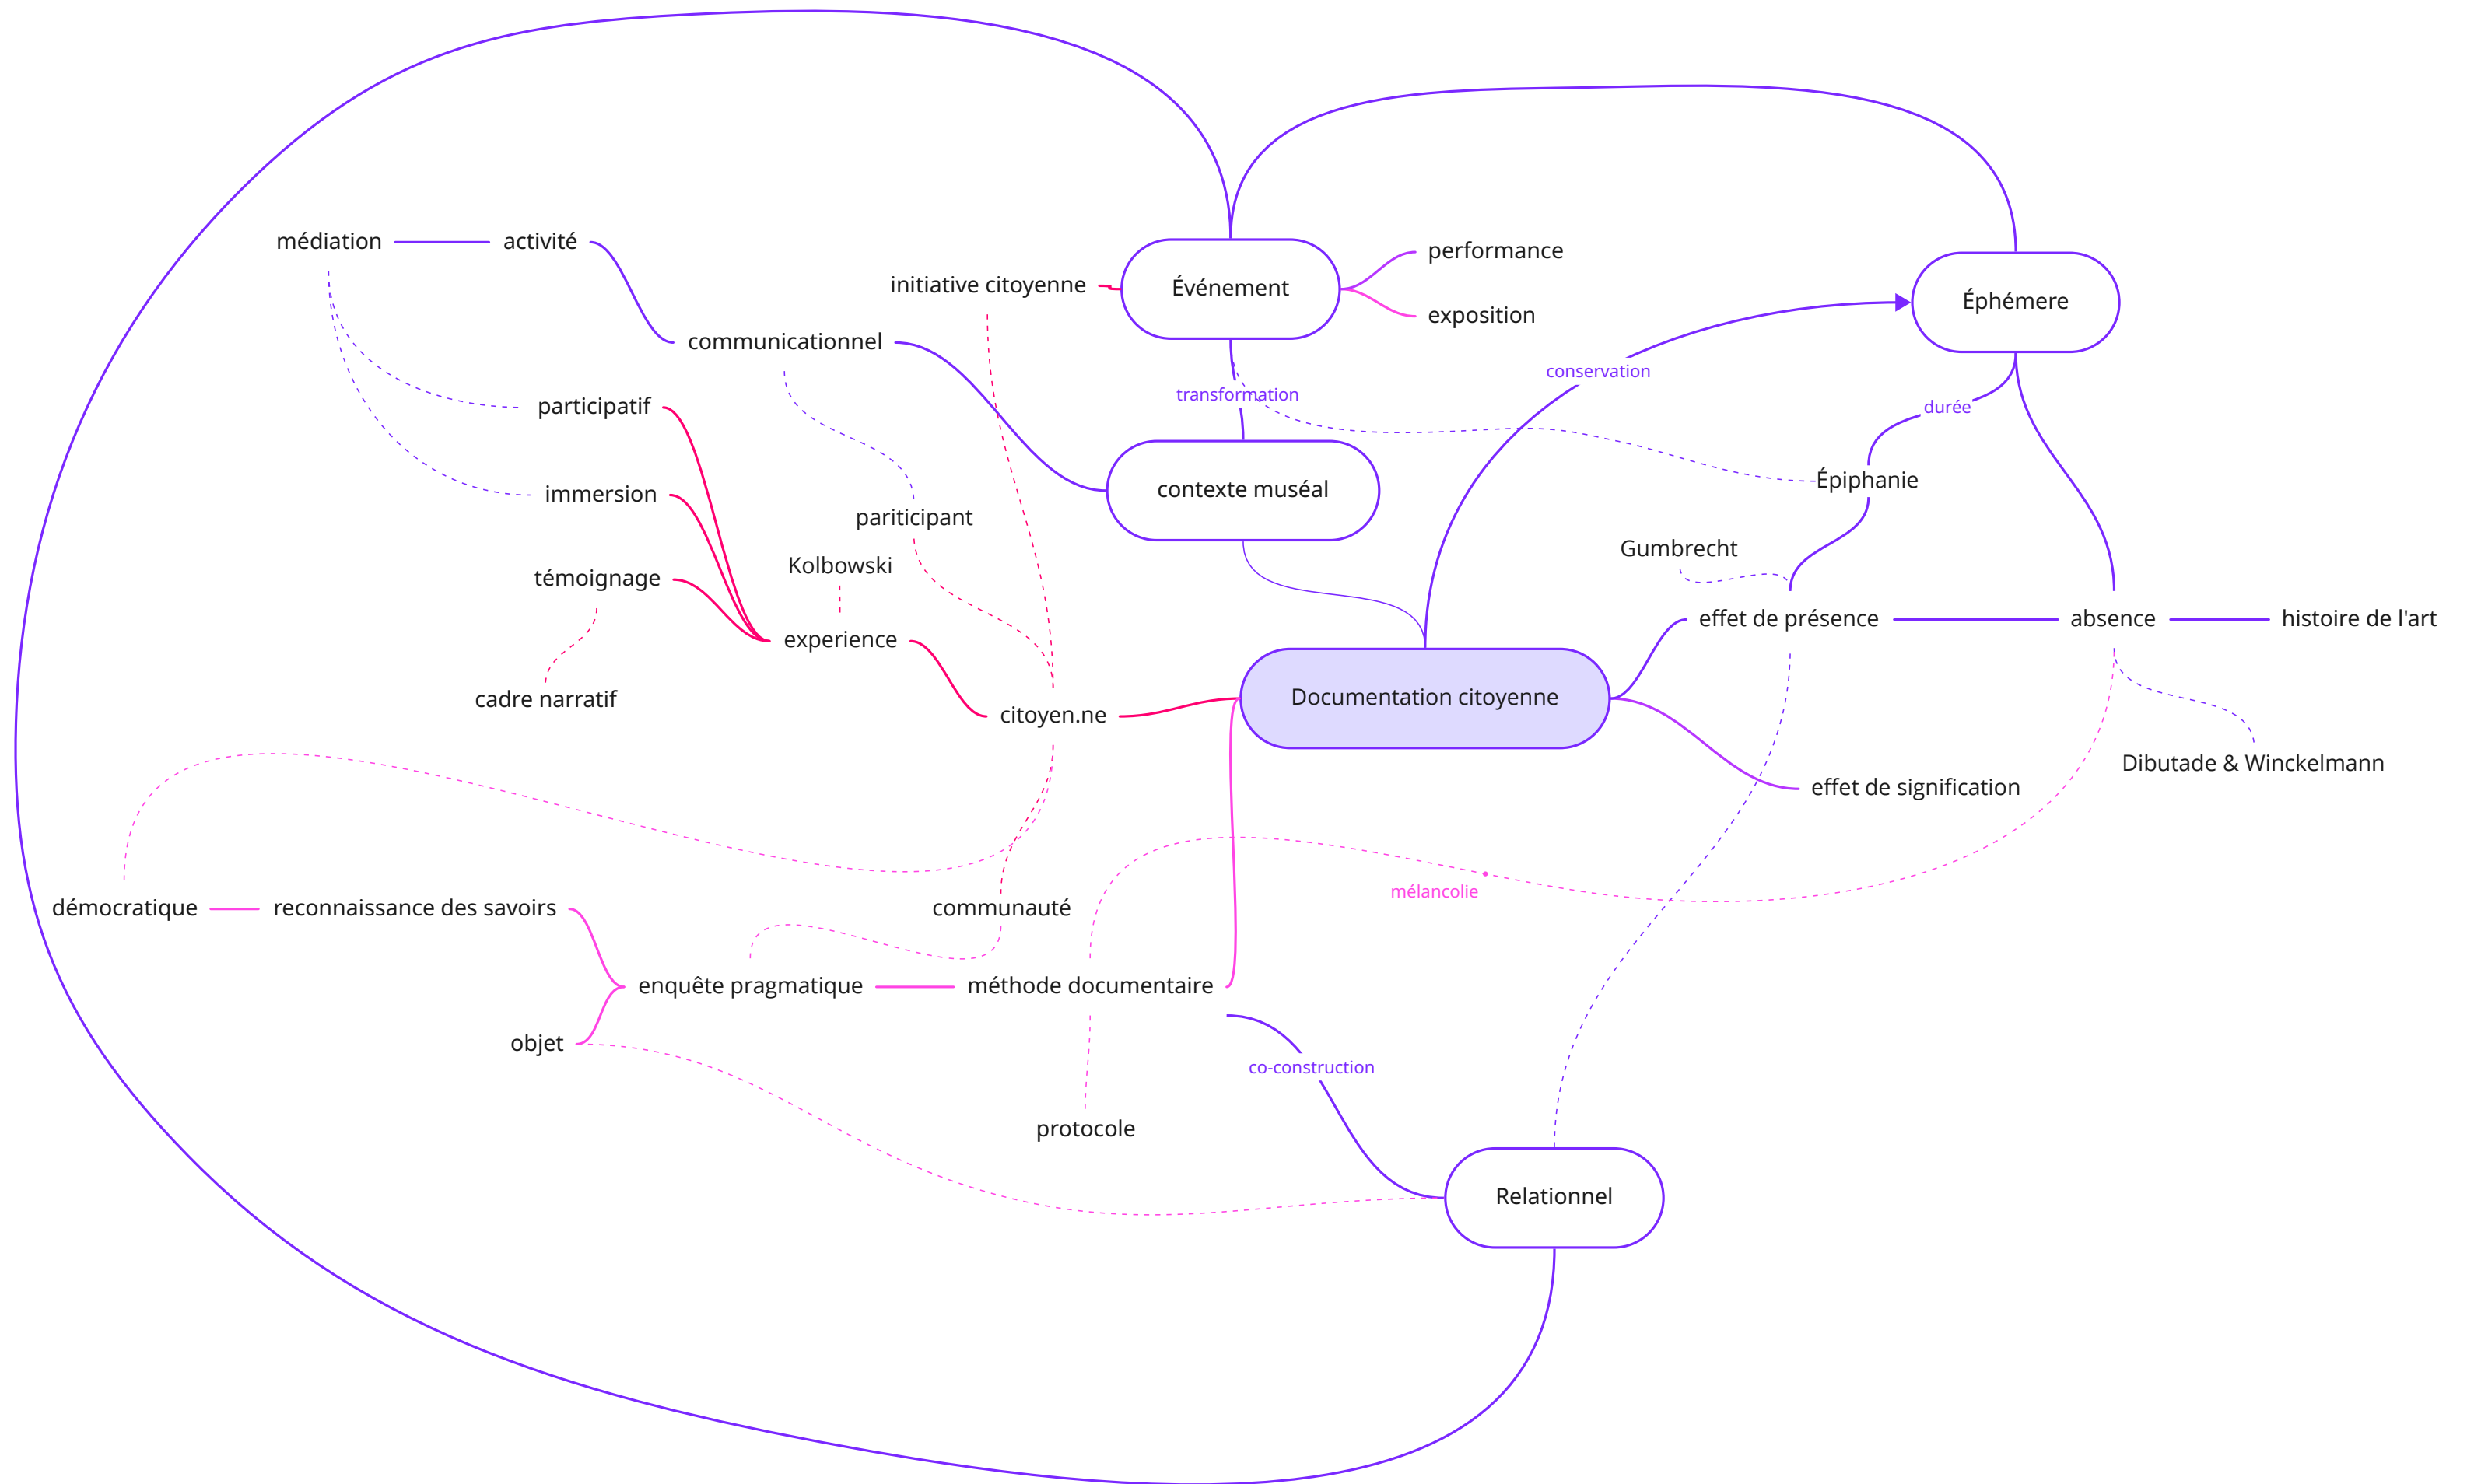 médiation
activité
performance
initiative citoyenne
Événement
Éphémere
exposition
communicationnel
conservation
transformation
participatif
durée
Épiphanie
immersion
contexte muséal
pariticipant
Gumbrecht
Kolbowski
témoignage
effet de présence
absence
histoire de l'art
experience
cadre narratif
Documentation citoyenne
citoyen.ne
Dibutade & Winckelmann
effet de signification
mélancolie
démocratique
reconnaissance des savoirs
communauté
enquête pragmatique
méthode documentaire
objet
co-construction
protocole
Relationnel